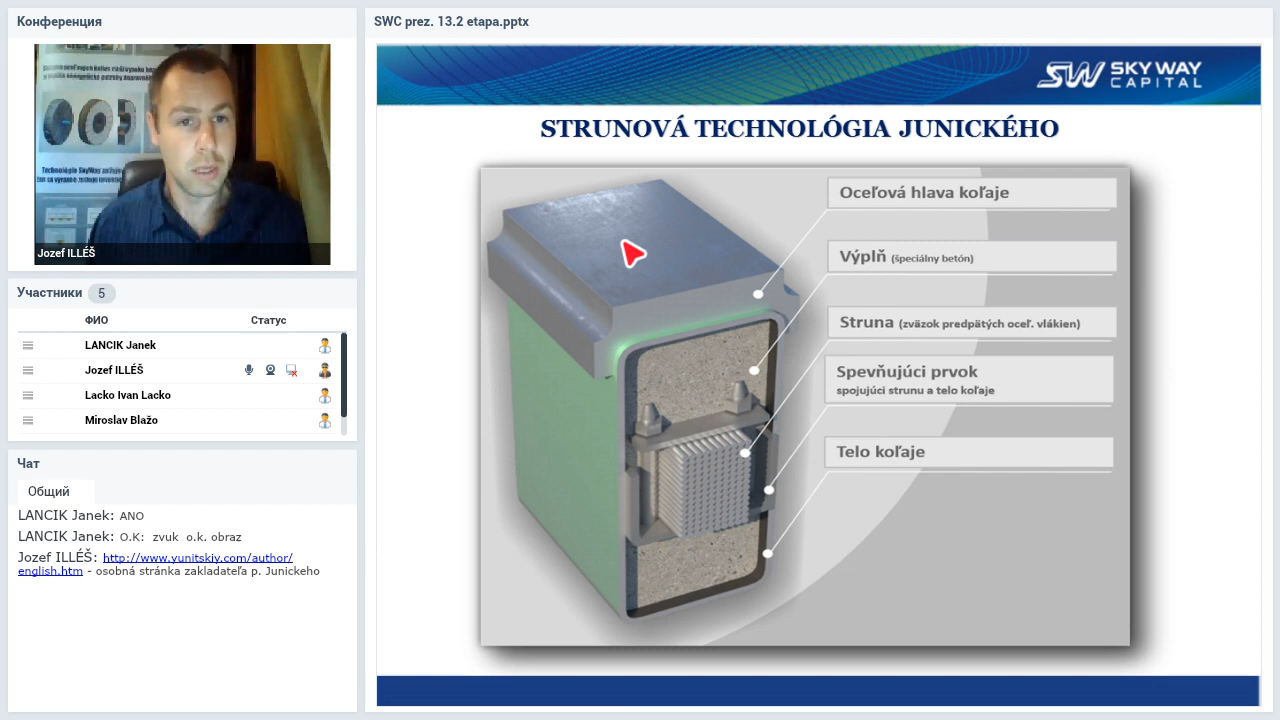 Конференция
Jozef ILLÉŠ
Участники 5
ФИО Статус
LANCIK Janek
Jozef ILLÉŠ
Lacko Ivan Lacko
Miroslav Blažo
Чат
Общий
LANCIK Janek: ANO
LANCIK Janek: O.K: zvuk o.k. obraz
Jozef ILLÉŠ: http://www.yunitskiy.com/author/
english.htm - osobná stránka zakladateľa p. Junickeho
SWC prez. 13.2 etapa.pptx
SW SKY WAY
CAPITAL
STRUNOVÁ TECHNOLÓGIA JUNICKÉHO
Oceľová hlava koľaje
Výplň (špeciálny betón)
Struna (zväzok predpätých oceľ. vlákien)
Spevňujúci prvok
spojujúci strunu a telo koľaje
Telo koľaje